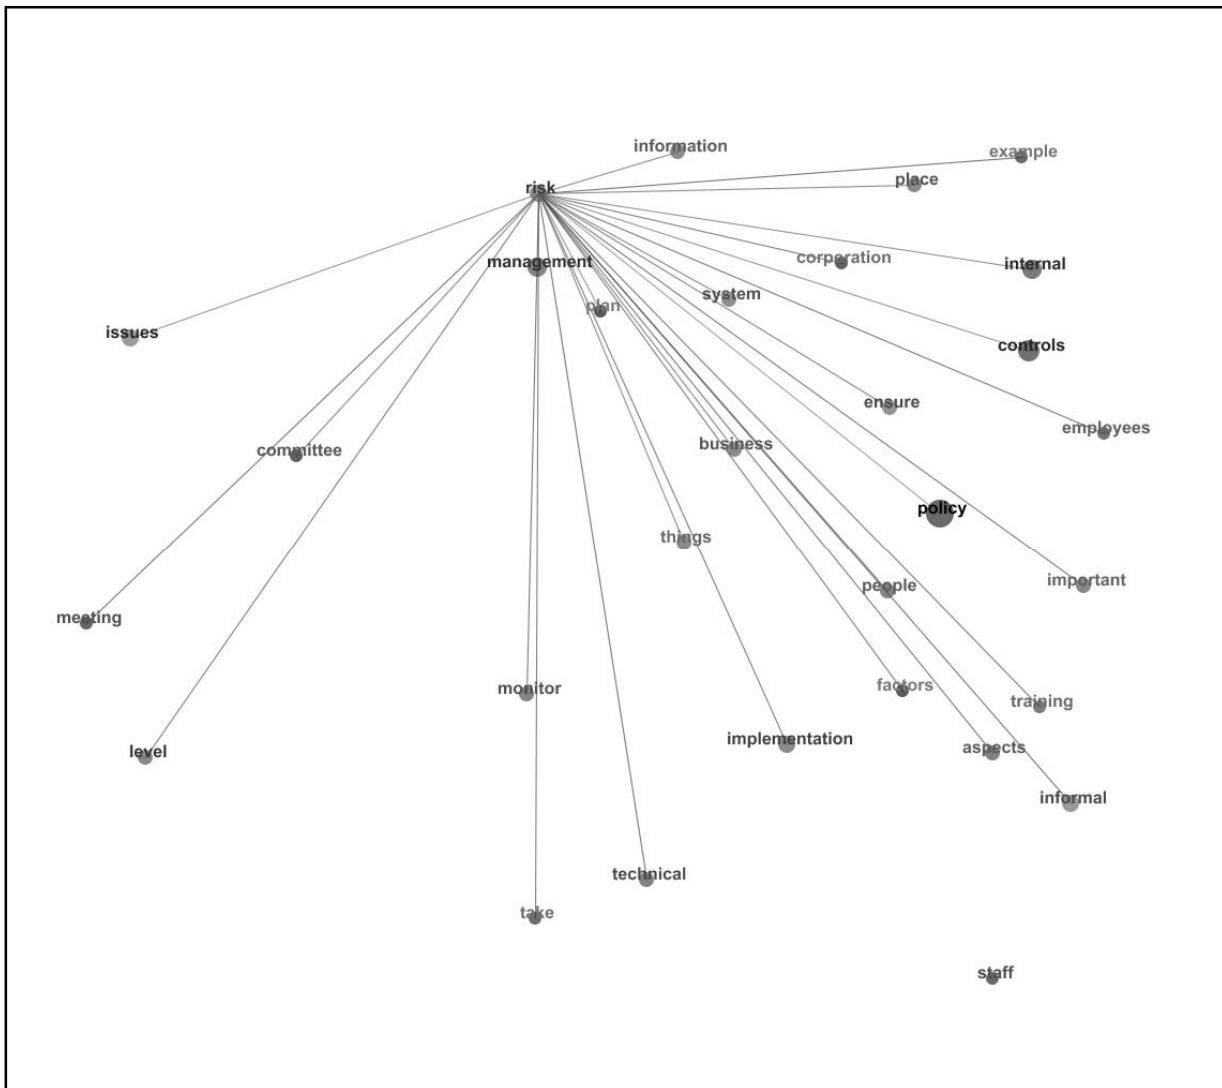 information
example
risk
place
management
corporation
internal
plan
system
issues
controls
ensure
employees
committee
business
policy
things
people
important
meeting
monitor
factors
training
level
implementation
aspects
informal
technical
take
staff